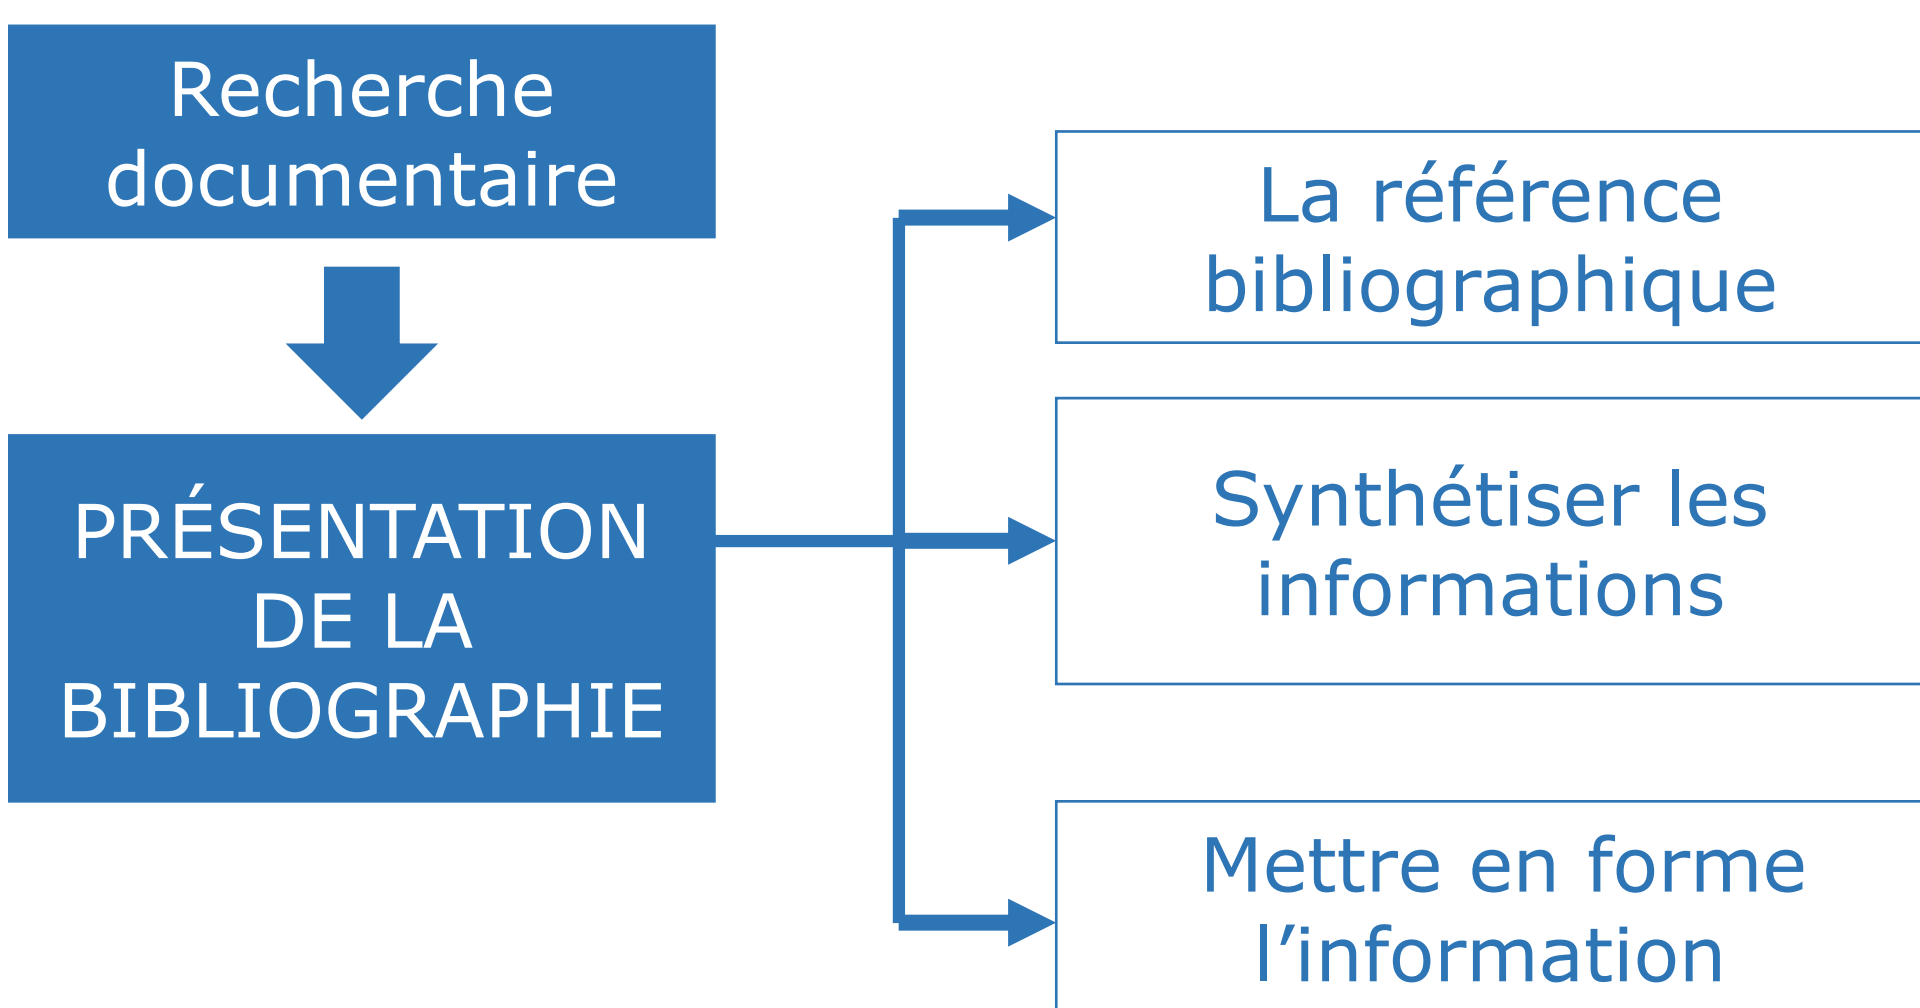 Recherche
documentaire
PRÉSENTATION
DE LA
BIBLIOGRAPHIE
La référence
bibliographique
Synthétiser les
informations
Mettre en forme
l’information